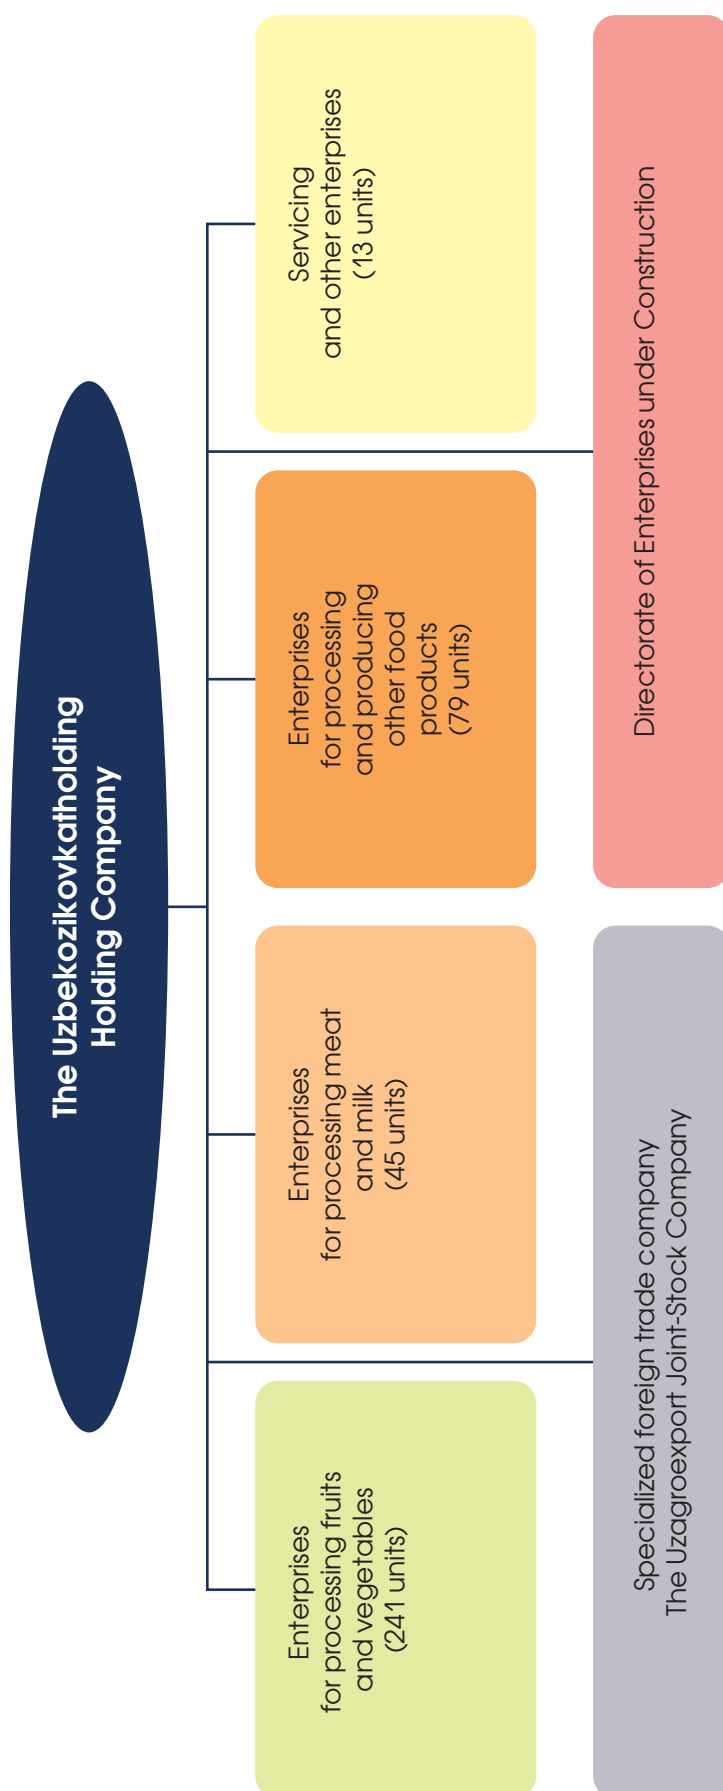 The Uzbekozikovkatholding
Holding Company
Enterprises
for processing fruits
and vegetables
(241 units)
Enterprises
for processing meat
and milk
(45 units)
Enterprises
for processing
and producing
other food
products
(79 units)
Servicing
and other enterprises
(13 units)
Specialized foreign trade company
The Uzagroexport Joint-Stock Company
Directorate of Enterprises under Construction